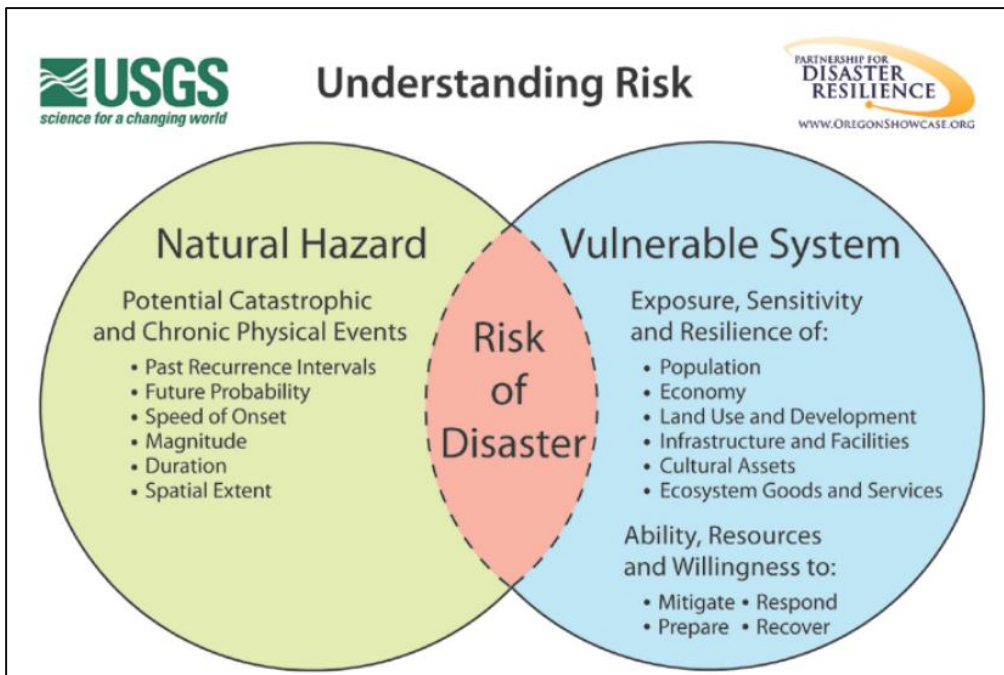 USGS
science for a changing world
Understanding Risk
PARTNERSHIP FOR
DISASTER
RESILIENCE
WWW.OREGONSHOWCASE.ORG
Natural Hazard
Potential Catastrophic
and Chronic Physical Events
• Past Recurrence Intervals
• Future Probability
• Speed of Onset
• Magnitude
• Duration
• Spatial Extent
Risk
of
Disaster
Vulnerable System
Exposure, Sensitivity
and Resilience of:
• Population
• Economy
• Land Use and Development
• Infrastructure and Facilities
• Cultural Assets
• Ecosystem Goods and Services
Ability, Resources
and Willingness to:
• Mitigate • Respond
• Prepare • Recover